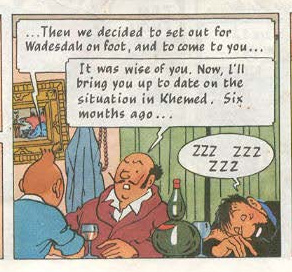 ...Then we decided to set out for
Wadesdah on foot, and to come to you...
It was wise of you. Now, I'll
bring you up to date on the
situation in Khemed. Six
months ago...
ZZZ ZZZ
ZZZ